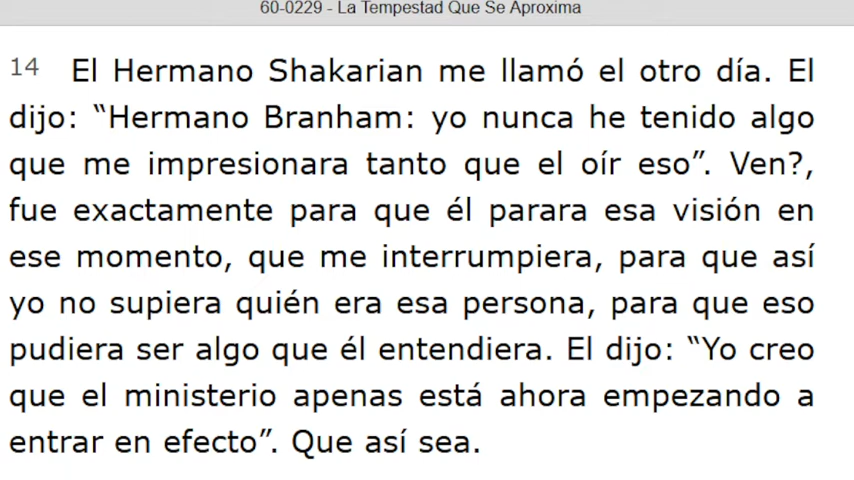 60-0229 - La Tempestad Que Se Aproxima
14 El Hermano Shakarian me llamó el otro día. El
dijo: “Hermano Branham: yo nunca he tenido algo
que me impresionara tanto que el oír eso”. Ven?,
fue exactamente para que él parara esa visión en
ese momento, que me interrumpiera, para que así
yo no supiera quién era esa persona, para que eso
pudiera ser algo que él entendiera. El dijo: “Yo creo
que el ministerio apenas está ahora empezando a
entrar en efecto”. Que así sea.